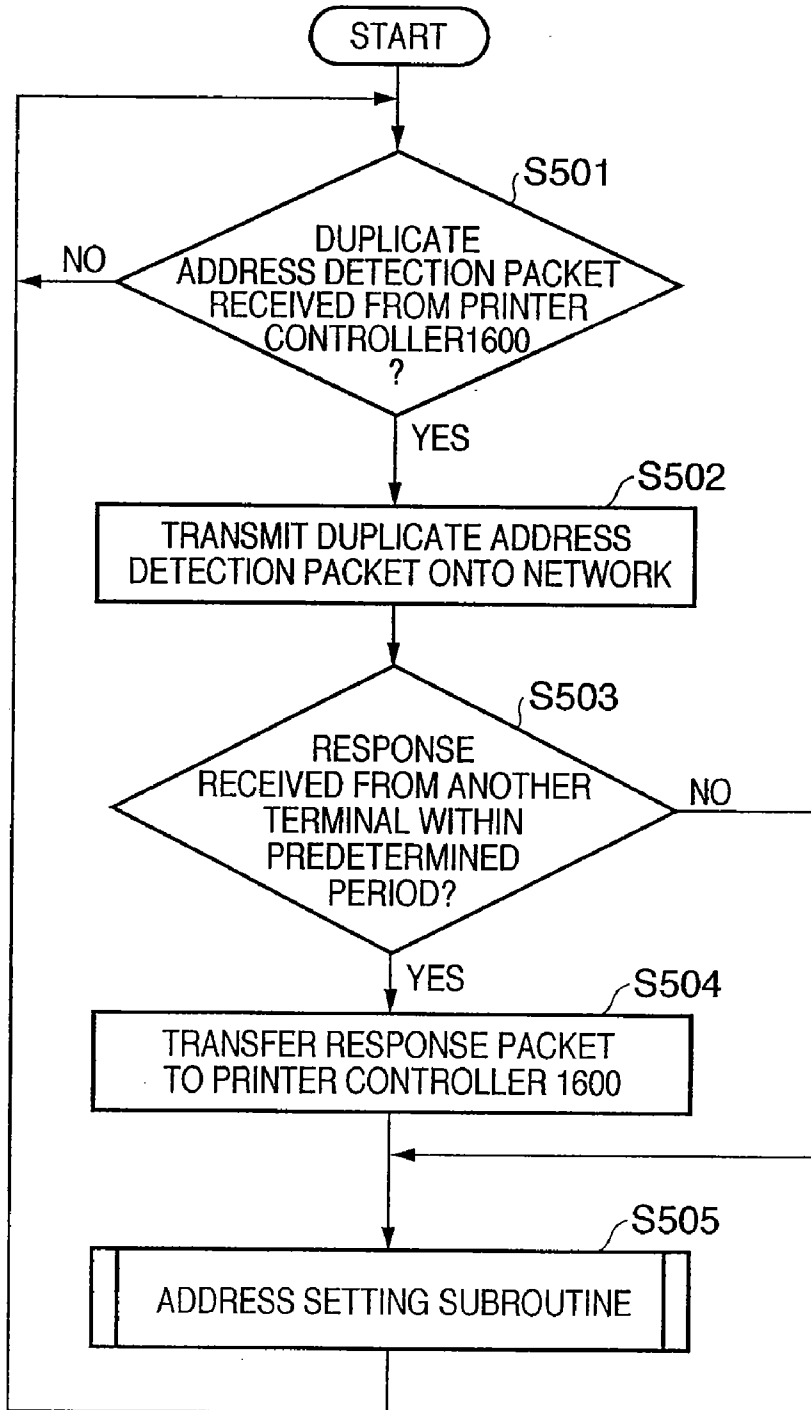 START
S501
DUPLICATE
ADDRESS DETECTION PACKET
RECEIVED FROM PRINTER
CONTROLLER1600
?
NO
YES
S502
TRANSMIT DUPLICATE ADDRESS
DETECTION PACKET ONTO NETWORK
S503
RESPONSE
RECEIVED FROM ANOTHER
TERMINAL WITHIN
PREDETERMINED
PERIOD?
NO
YES
S504
TRANSFER RESPONSE PACKET
TO PRINTER CONTROLLER 1600
S505
ADDRESS SETTING SUBROUTINE